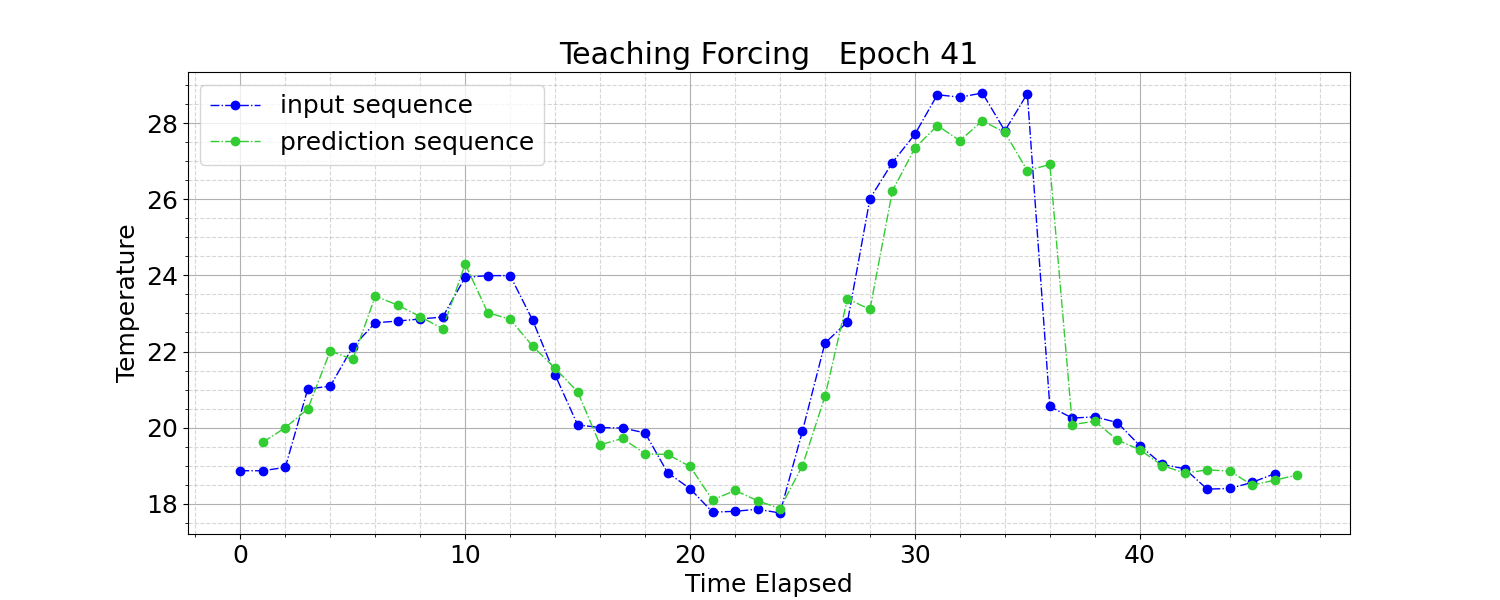 Teaching Forcing   Epoch 41
input sequence
prediction sequence
Temperature
28
26
24
22
20
18
0 10 20 30 40
Time Elapsed